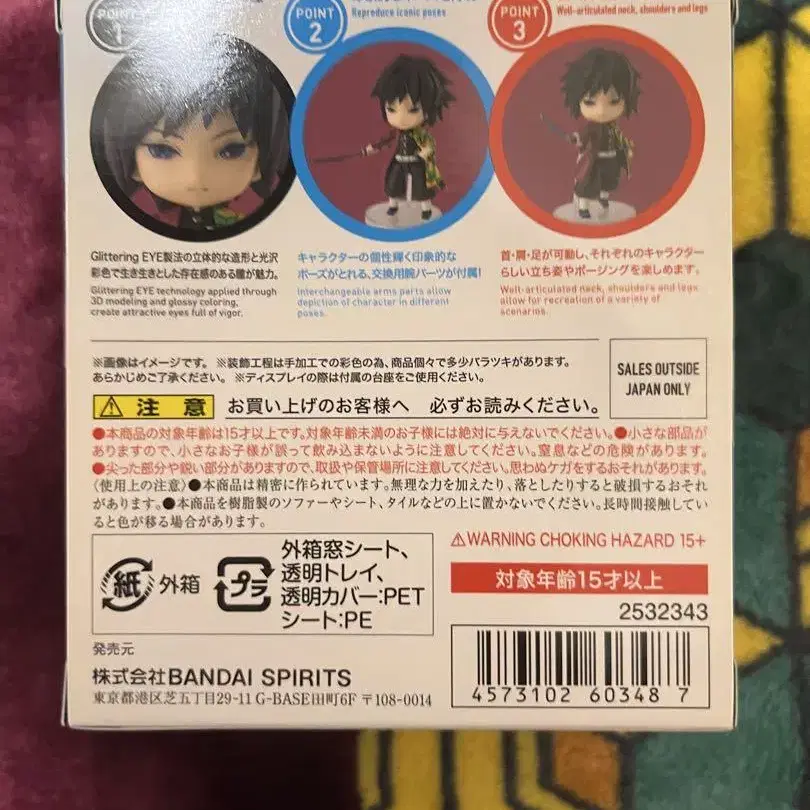 POINT
1
POINT
2
Reproduce iconic poses
POINT
3
Well-articulated neck, shoulders and legs
Glittering EYE製法の立体的な造形と光沢
彩色で生き生きとした存在感のある瞳が魅力。
Glittering EYE technology applied through
3D modeling and glossy coloring,
create attractive eyes full of vigor.
キャラクターの個性輝く印象的な
ポーズがとれる、交換用腕パーツが付属!
Interchangeable arms parts allow
depiction of character in different
poses.
首・肩・足が可動し、それぞれのキャラクター
らしい立ち姿やポージングを楽しめます。
Well-articulated neck, shoulders and legs
allow for recreation of a variety of
scenarios.
※画像はイメージです。 ※装飾工程は手加工での彩色の為、商品個々で多少バラツキがあります。
あらかじめご了承ください。 ※ディスプレイの際は付属の台座をご使用ください。
SALES OUTSIDE
JAPAN ONLY
注意 お買い上げのお客様へ 必ずお読みください。
●本商品の対象年齢は15才以上です。対象年齢未満のお子様には絶対に与えないでください。●小さな部品が
ありますので、小さなお子様が誤って飲み込まないように注意してください。窒息などの危険があります。
●尖った部分や鋭い部分がありますので、取扱や保管場所に注意してください。思わぬケガをするおそれがあります。
〈使用上の注意〉●本商品は精密に作られています。無理な力を加えたり、落としたりすると破損するおそれ
があります。●本商品を樹脂製のソファーやシート、タイルなどの上に置かないでください。長時間接触してい
ると色が移る場合があります。
紙 外箱
プラ
外箱窓シート、
透明トレイ、
透明カバー:PET
シート:PE
⚠WARNING CHOKING HAZARD 15+
対象年齢15才以上
2532343
発売元
株式会社BANDAI SPIRITS
東京都港区芝五丁目29-11 G-BASE田町6F 〒108-0014
4573102 60348 7